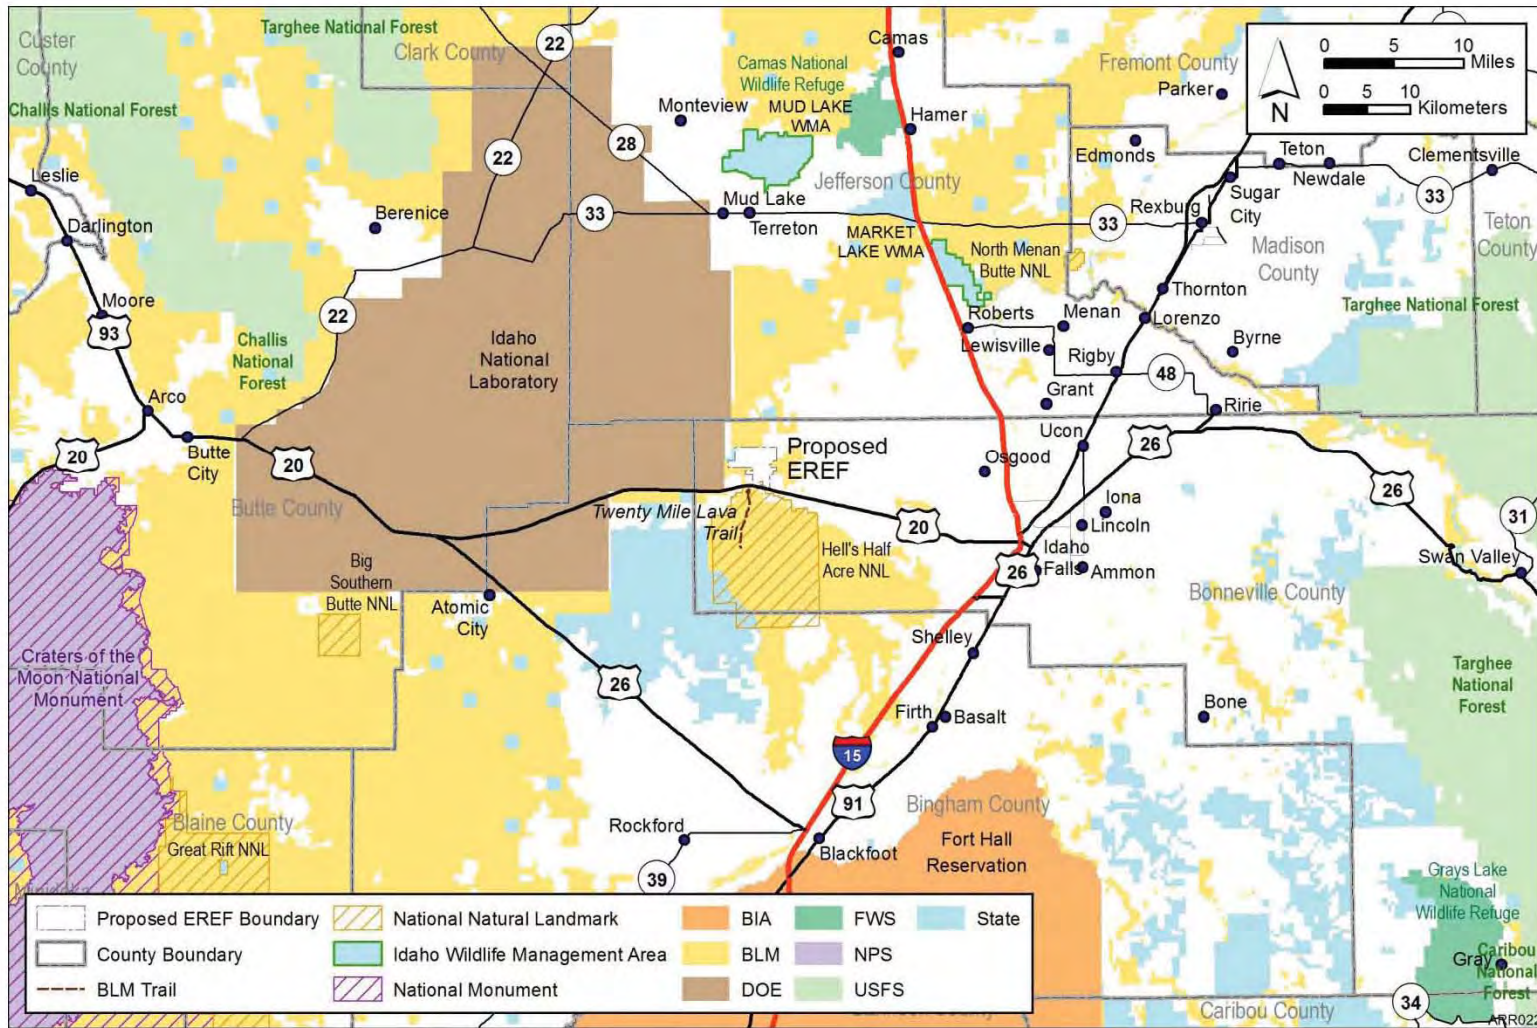 Custer
County
Targhee National Forest
Clark County
22
Camas
Camas National
Wildlife Refuge
MUD LAKE
WMA
Fremont County
Parker
0 5 10
Miles
0 5 10
Kilometers
N
Challis National Forest
Monteview
Hamer
22
28
Edmonds
Teton
Newdale
Clementsville
Leslie
Jefferson County
Sugar
City
33
Berenice
33
Mud Lake
Terreton
33
Rexburg
Teton
County
Darlington
MARKET
LAKE WMA
North Menan
Butte NNL
Madison
County
Moore
93
22
Thornton
Targhee National Forest
Roberts
Menan
Lorenzo
Challis
National
Forest
Idaho
National
Laboratory
Lewisville
Rigby
Byrne
48
Arco
Grant
Ririe
20
Butte
City
20
Proposed
EREF
Ucon
26
Osgood
26
Butte County
Twenty Mile Lava
Trail
20
Iona
Lincoln
31
Big
Southern
Butte NNL
Hell's Half
Acre NNL
Idaho
Falls
26
Ammon
Swan Valley
Atomic
City
Bonneville County
Shelley
Craters of the
Moon National
Monument
26
Targhee
National
Forest
Firth
Basalt
Bone
15
91
Bingham County
Blaine County
Great Rift NNL
Rockford
Blackfoot
Fort Hall
Reservation
39
Grays Lake
National
Wildlife Refuge
Proposed EREF Boundary
National Natural Landmark
BIA
FWS
State
County Boundary
Idaho Wildlife Management Area
BLM
NPS
BLM Trail
National Monument
DOE
USFS
Gray
Caribou
National
Forest
34
Caribou County